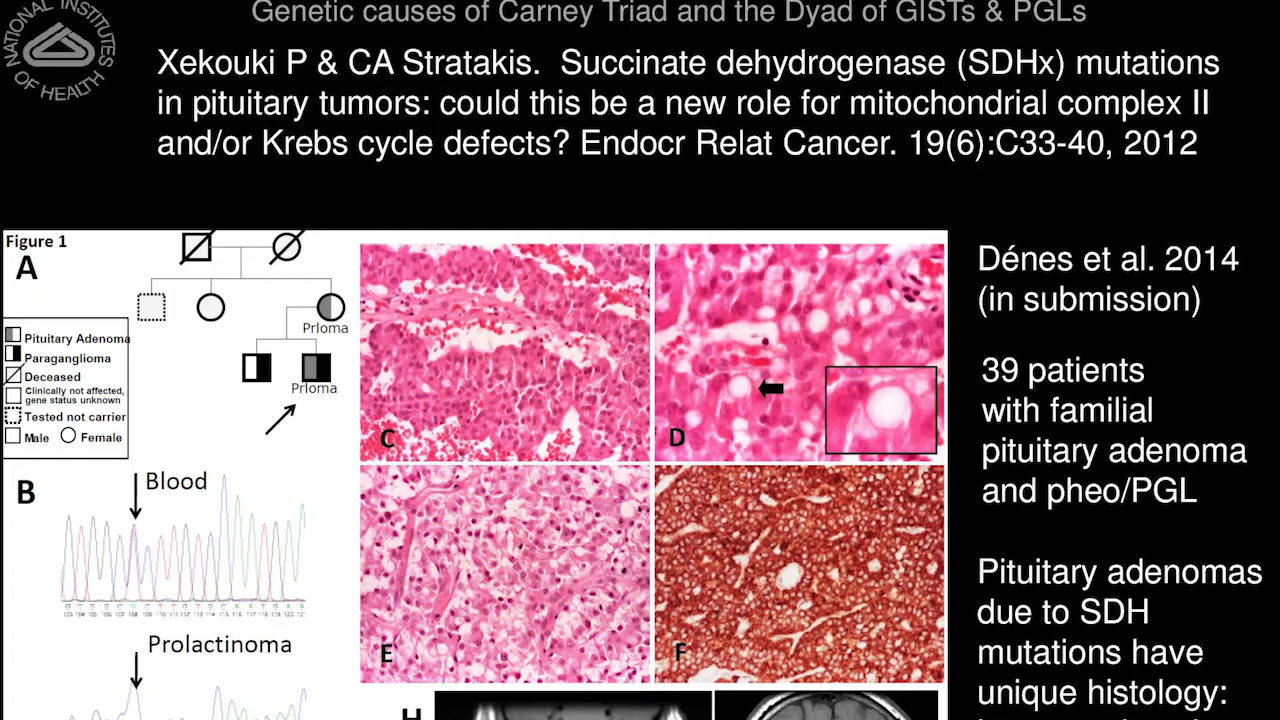 Genetic causes of Carney Triad and the Dyad of GISTs & PGLs
NATIONAL INSTITUTES
OF HEALTH
Xekouki P & CA Stratakis. Succinate dehydrogenase (SDHx) mutations
in pituitary tumors: could this be a new role for mitochondrial complex II
and/or Krebs cycle defects? Endocr Relat Cancer. 19(6):C33-40, 2012
Figure 1
A
Prloma
Prloma
Pituitary Adenoma
Paraganglioma
Deceased
Clinically not affected,
gene status unknown
Tested not carrier
Male
Female
B
Blood
Prolactinoma
C
D
E
F
H
Dénes et al. 2014
(in submission)
39 patients
with familial
pituitary adenoma
and pheo/PGL
Pituitary adenomas
due to SDH
mutations have
unique histology: